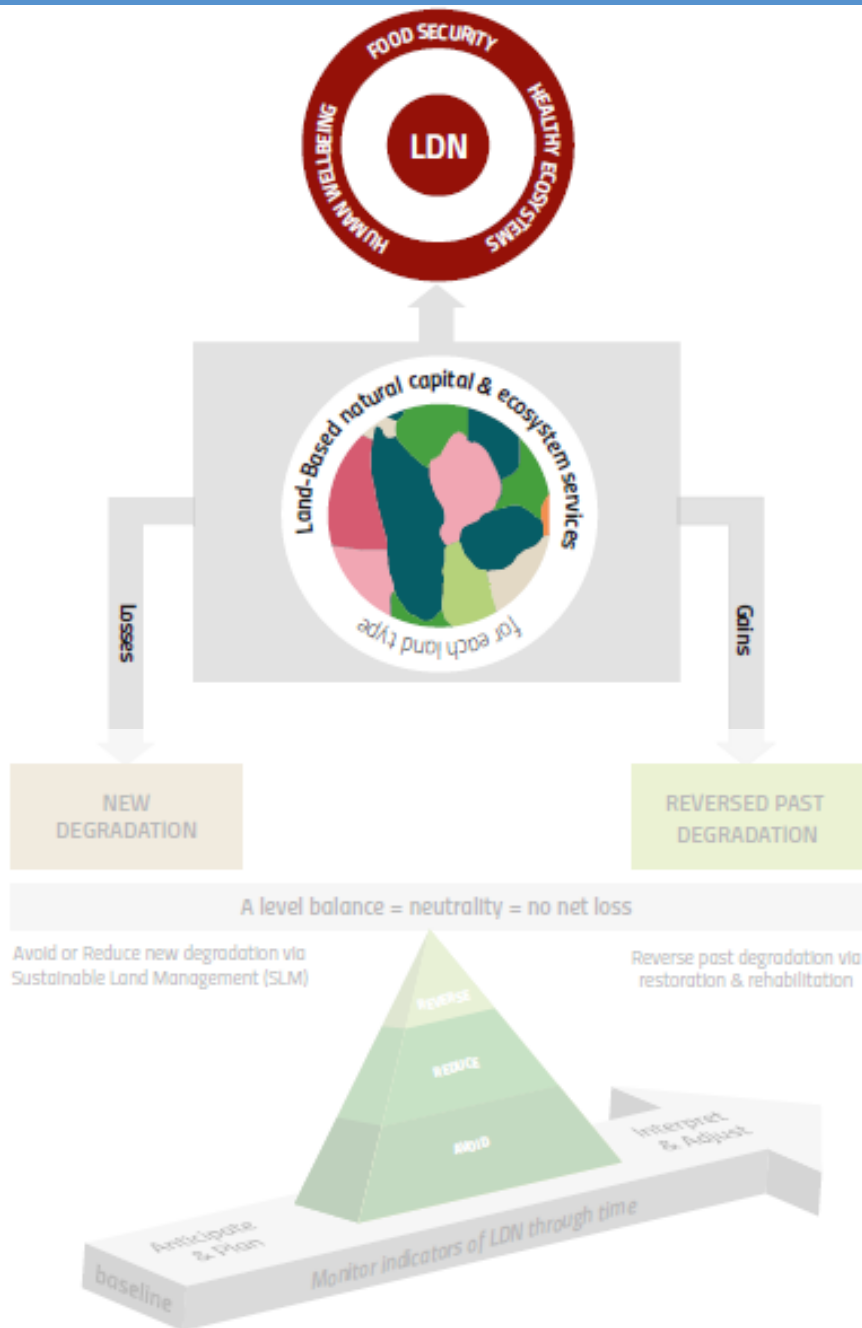 FOOD SECURITY
HUMAN WELLBEING
HEALTHY ECOSYSTEMS
LDN
Land-Based natural capital & ecosystem services
for each land type
Losses
Gains
NEW
DEGRADATION
REVERSED PAST
DEGRADATION
A level balance = neutrality = no net loss
Avoid or Reduce new degradation via
Sustainable Land Management (SLM)
Reverse past degradation via
restoration & rehabilitation
REVERSE
REDUCE
AVOID
Interpret
& Adjust
Anticipate
& Plan
Monitor indicators of LDN through time
baseline